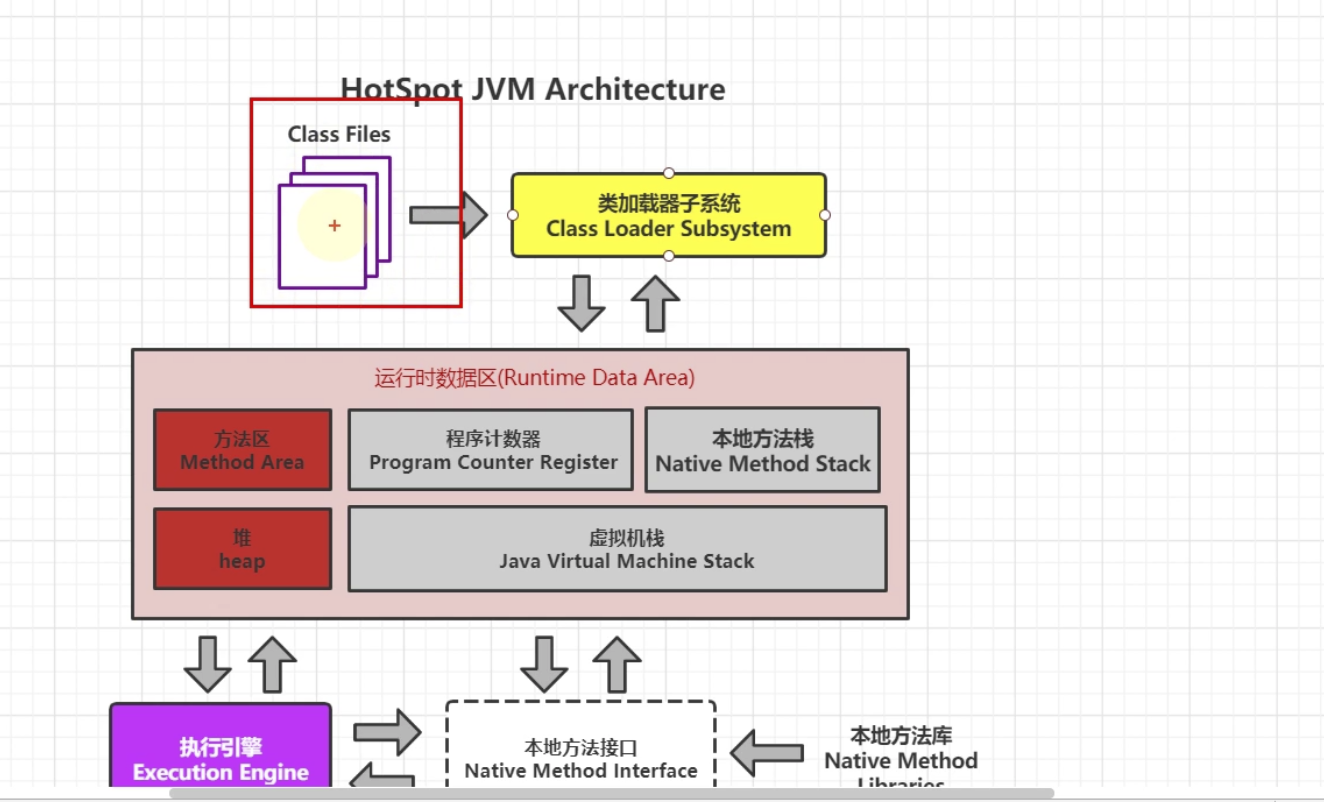 HotSpot JVM Architecture
Class Files
类加载器子系统
Class Loader Subsystem
运行时数据区(Runtime Data Area)
方法区
Method Area
程序计数器
Program Counter Register
本地方法栈
Native Method Stack
堆
heap
虚拟机栈
Java Virtual Machine Stack
执行引擎
Execution Engine
本地方法接口
Native Method Interface
本地方法库
Native Method
Libraries